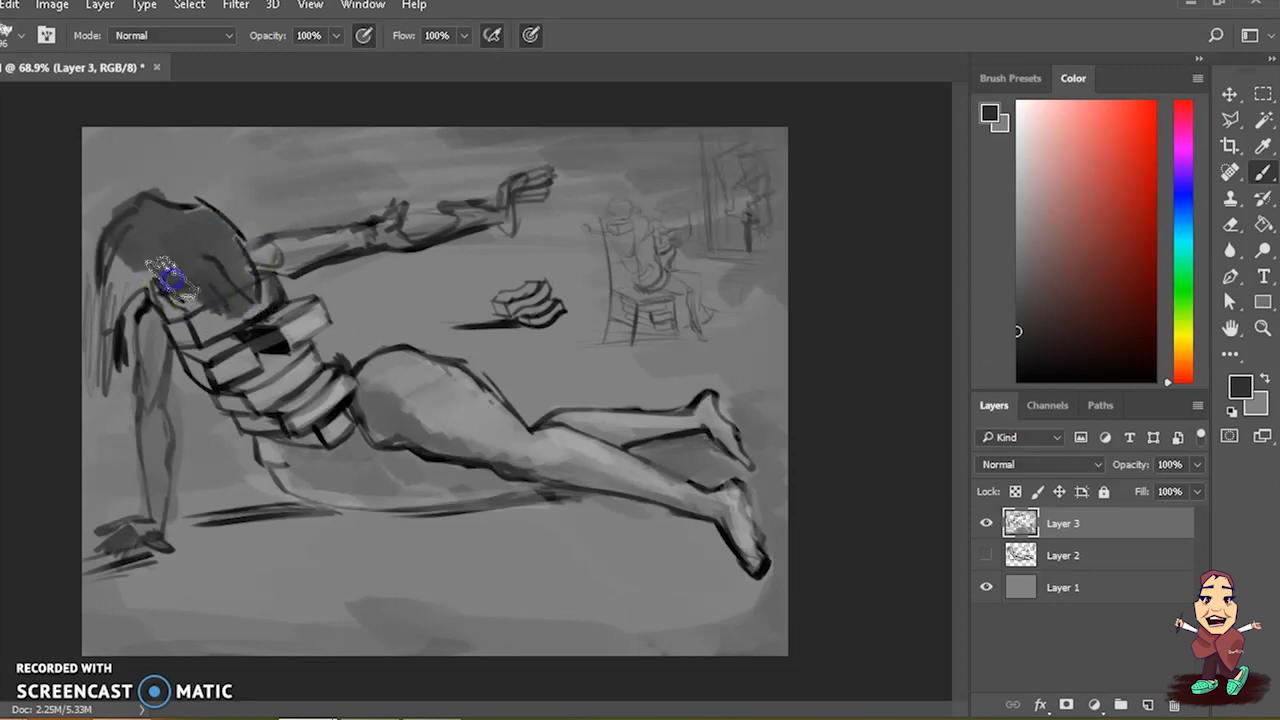 Edit Image Layer Type Select Filter 3D View Window Help
Mode: Normal Opacity: 100% Flow: 100%
@ 68.9% (Layer 3, RGB/8) *
Brush Presets Color
Layers Channels Paths
Kind
Normal Opacity: 100%
Lock: Fill: 100%
Layer 3
Layer 2
Layer 1
fx
RECORDED WITH
SCREENCAST MATIC
Doc: 2.25M/5.33M